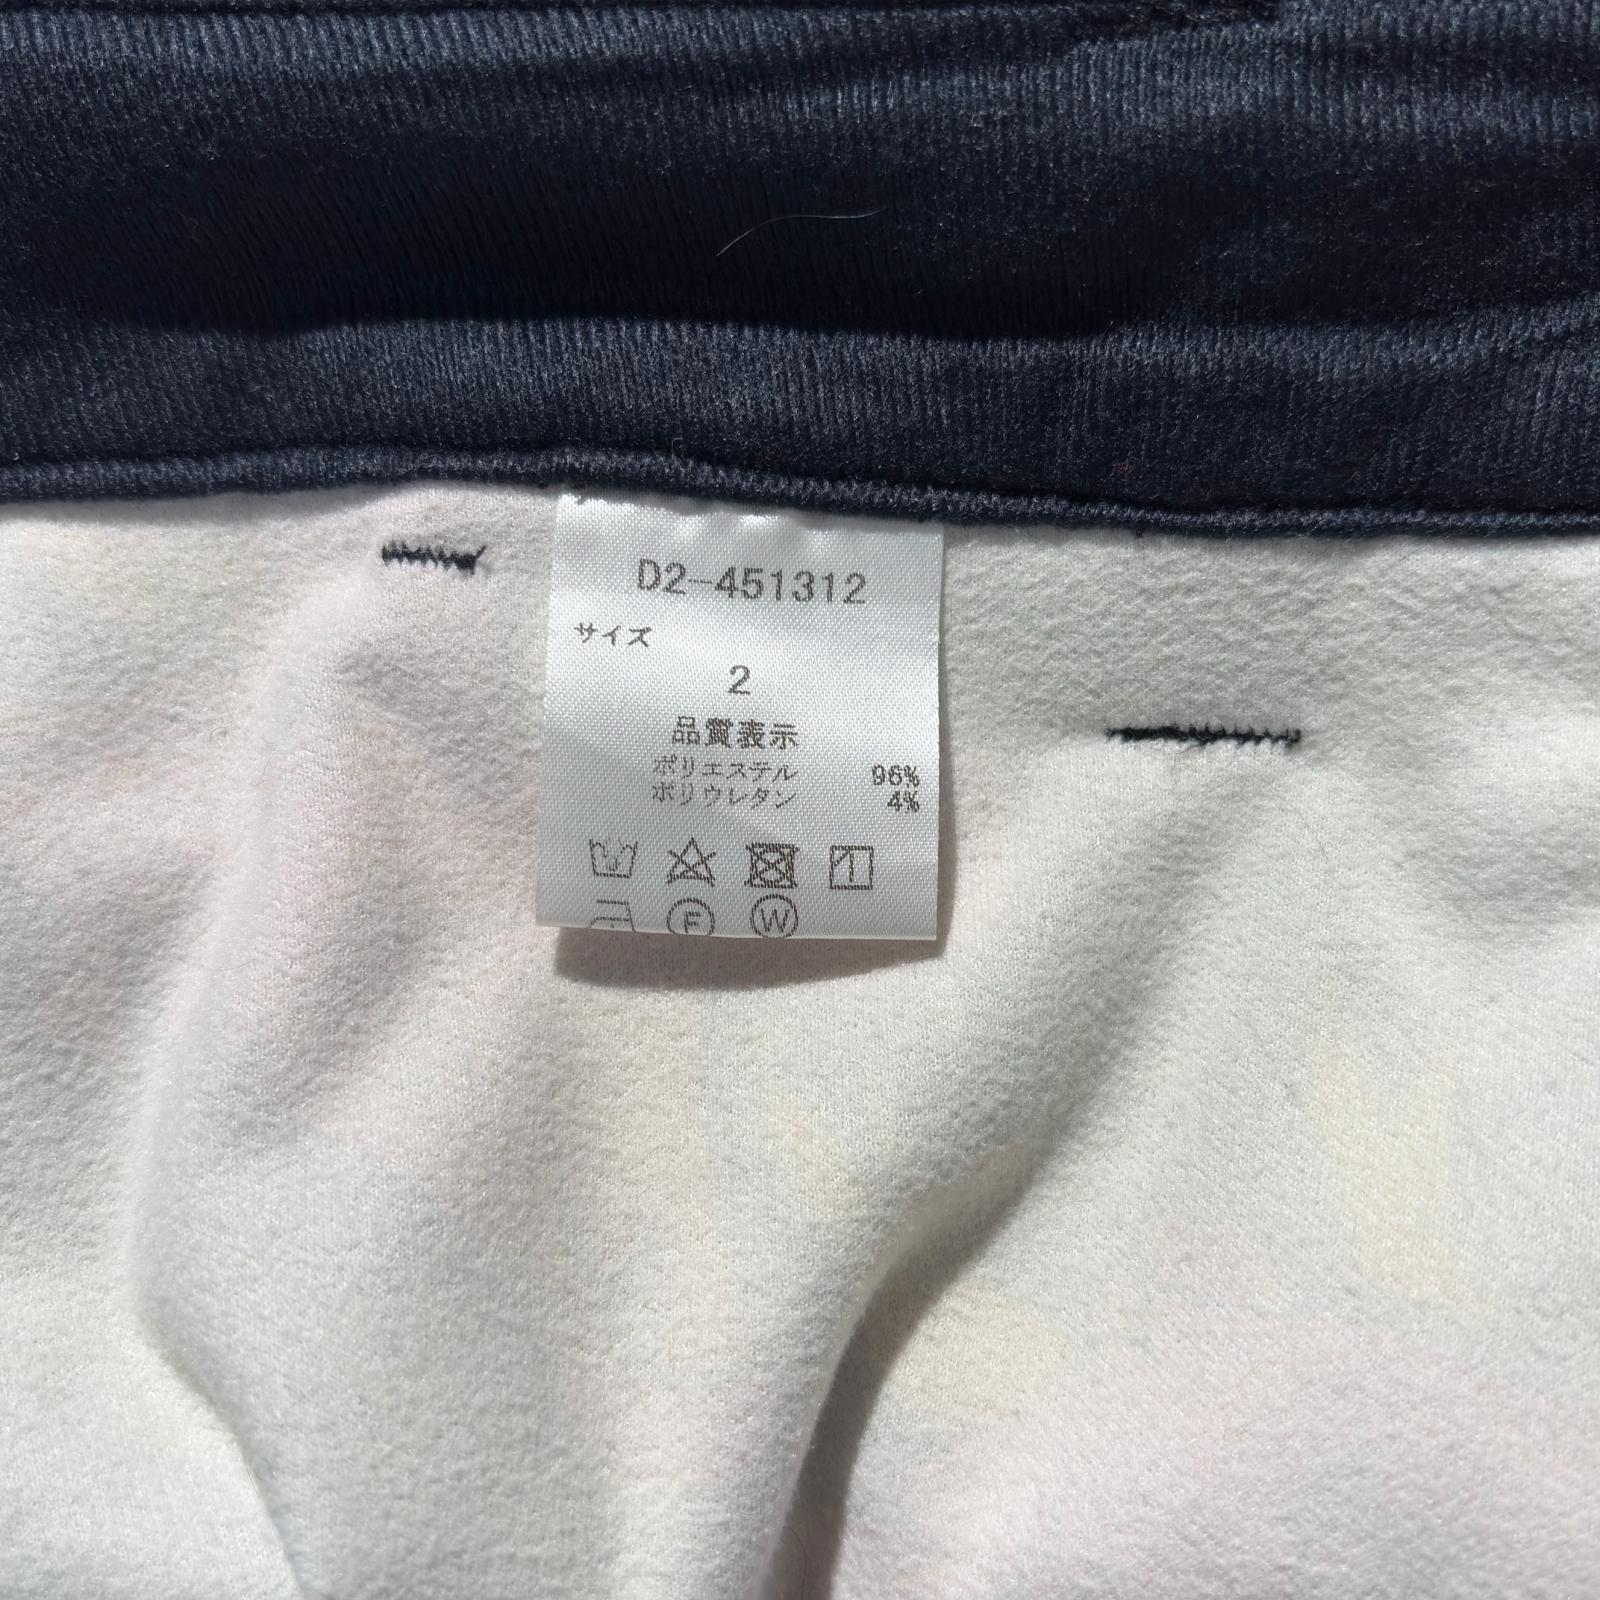 D2-451312
サイズ
2
品質表示
ポリエステル 96%
ポリウレタン 4%
F W